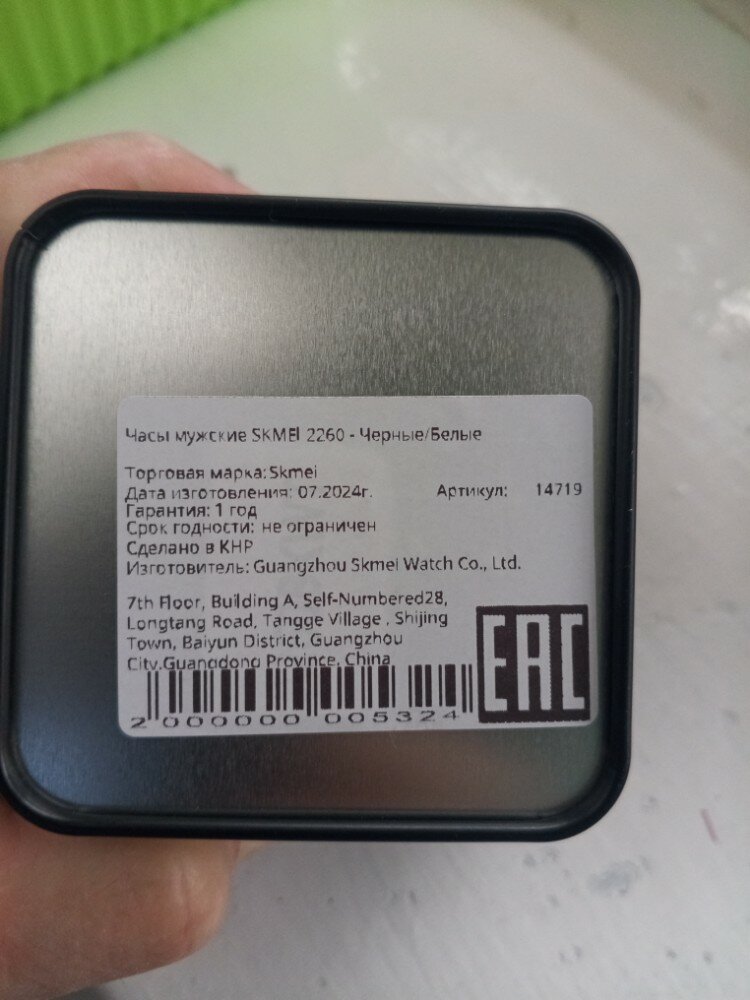 Часы мужские SKMEI 2260 - Черные/Белые
Торговая марка: Skmei
Дата изготовления: 07.2024г. Артикул: 14719
Гарантия: 1 год
Срок годности: не ограничен
Сделано в КНР
Изготовитель: Guangzhou Skmei Watch Co., Ltd.
7th Floor, Building A, Self-Numbered28,
Longtang Road, Tangge Village , Shijing
Town, Baiyun District, Guangzhou
City,Guangdong Province, China
EAC
2 000000 005324